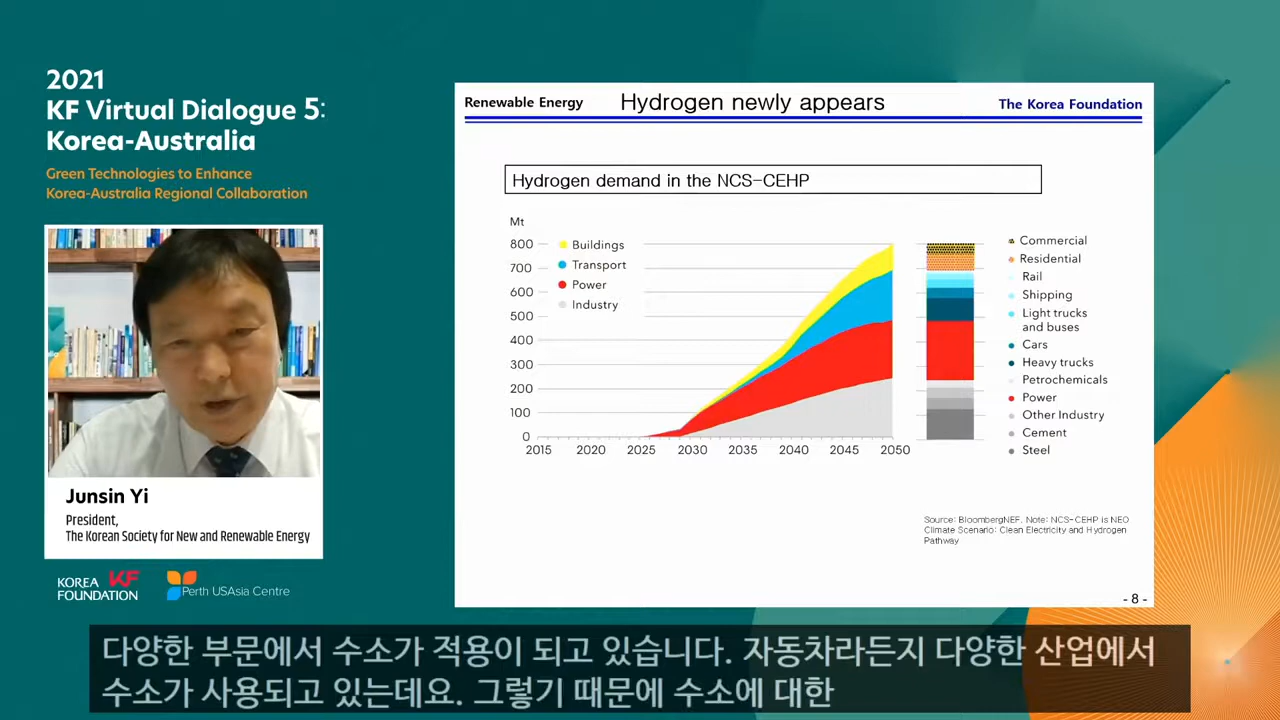 2021
KF Virtual Dialogue 5:
Korea-Australia
Green Technologies to Enhance
Korea-Australia Regional Collaboration
Junsin Yi
President,
The Korean Society for New and Renewable Energy
KOREA KF
FOUNDATION
Perth USAsia Centre
Renewable Energy
Hydrogen newly appears
The Korea Foundation
Hydrogen demand in the NCS-CEHP
Mt
800
700
600
500
400
300
200
100
0
Buildings
Transport
Power
Industry
2015 2020 2025 2030 2035 2040 2045 2050
Commercial
Residential
Rail
Shipping
Light trucks
and buses
Cars
Heavy trucks
Petrochemicals
Power
Other Industry
Cement
Steel
Source: BloombergNEF. Note: NCS-CEHP is NEO
Climate Scenario: Clean Electricity and Hydrogen
Pathway
- 8 -
다양한 부문에서 수소가 적용이 되고 있습니다. 자동차라든지 다양한 산업에서
수소가 사용되고 있는데요. 그렇기 때문에 수소에 대한